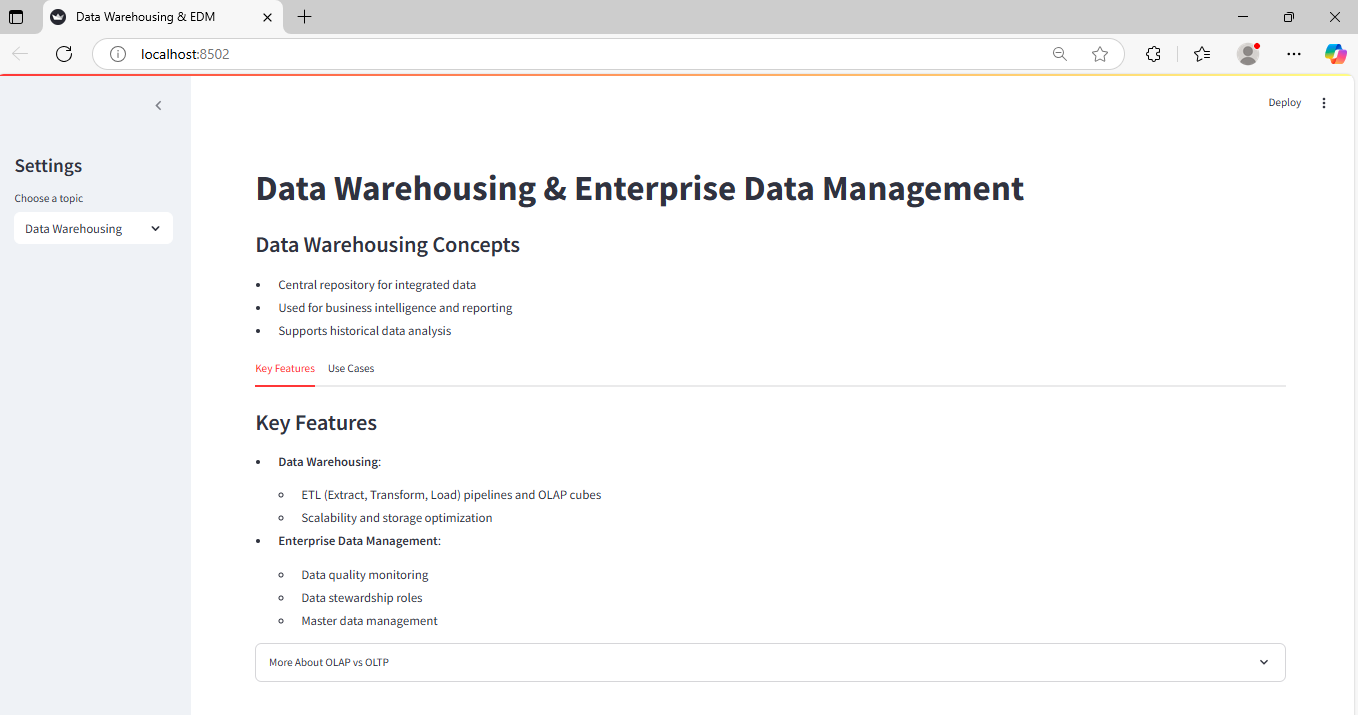 Data Warehousing & EDM
localhost:8502
Deploy
Settings
Choose a topic
Data Warehousing
Data Warehousing & Enterprise Data Management
Data Warehousing Concepts
• Central repository for integrated data
• Used for business intelligence and reporting
• Supports historical data analysis
Key Features Use Cases
Key Features
• Data Warehousing:
◦ ETL (Extract, Transform, Load) pipelines and OLAP cubes
◦ Scalability and storage optimization
• Enterprise Data Management:
◦ Data quality monitoring
◦ Data stewardship roles
◦ Master data management
More About OLAP vs OLTP